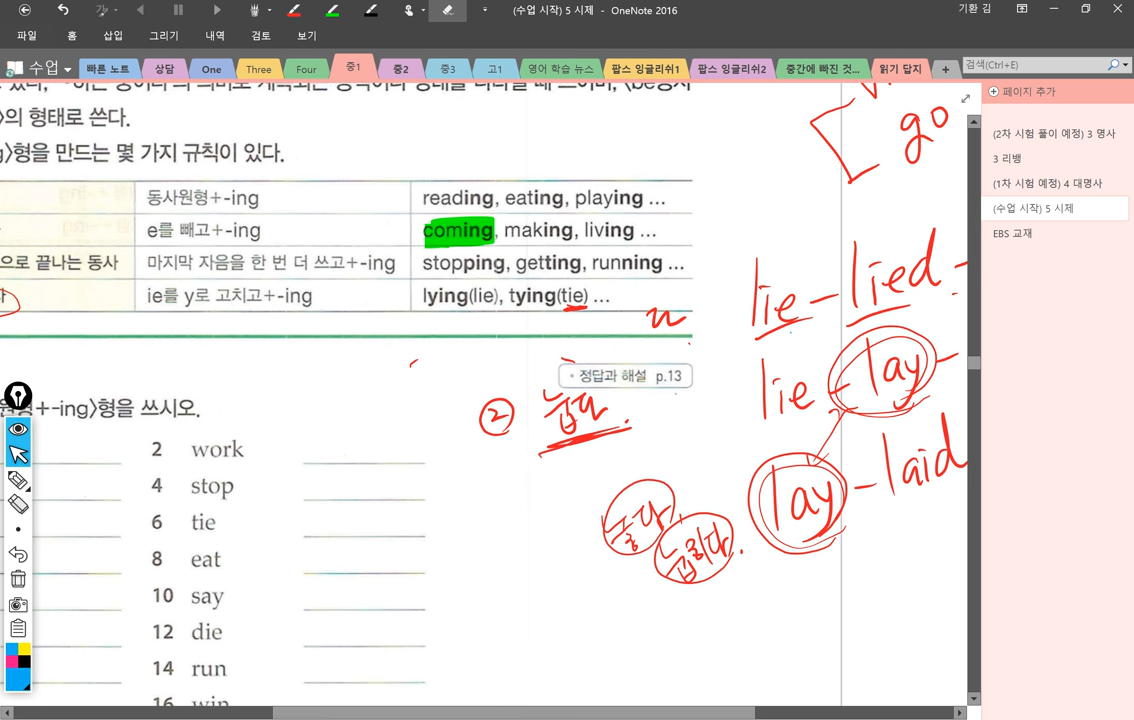 (수업 시작) 5 시제 - OneNote 2016
기환 김
파일 홈 삽입 그리기 내역 검토 보기
수업 빠른 노트 상담 One Three Four 중1 중2 중3 고1 영어 학습 뉴스 팝스 잉글리쉬1 팝스 잉글리쉬2 중간에 빠진 것... 읽기 답지 + 검색(Ctrl+E)
페이지 추가
(2차 시험 풀이 예정) 3 명사
3 리뱅
(1차 시험 예정) 4 대명사
(수업 시작) 5 시제
EBS 교재
의 형태로 쓴다.
형을 만드는 몇 가지 규칙이 있다.
go
동사원형+-ing reading, eating, playing ...
e를 빼고+-ing coming, making, living ...
으로 끝나는 동사 마지막 자음을 한 번 더 쓰고+-ing stopping, getting, running ...
ie를 y로 고치고+-ing lying(lie), tying(tie) ...
lie - lied -
lie - lay -
lay - laid
정답과 해설 p.13
② 눕다.
놓다.
눕히다.
+-ing〉형을 쓰시오.
2 work
4 stop
6 tie
8 eat
10 say
12 die
14 run
16 win